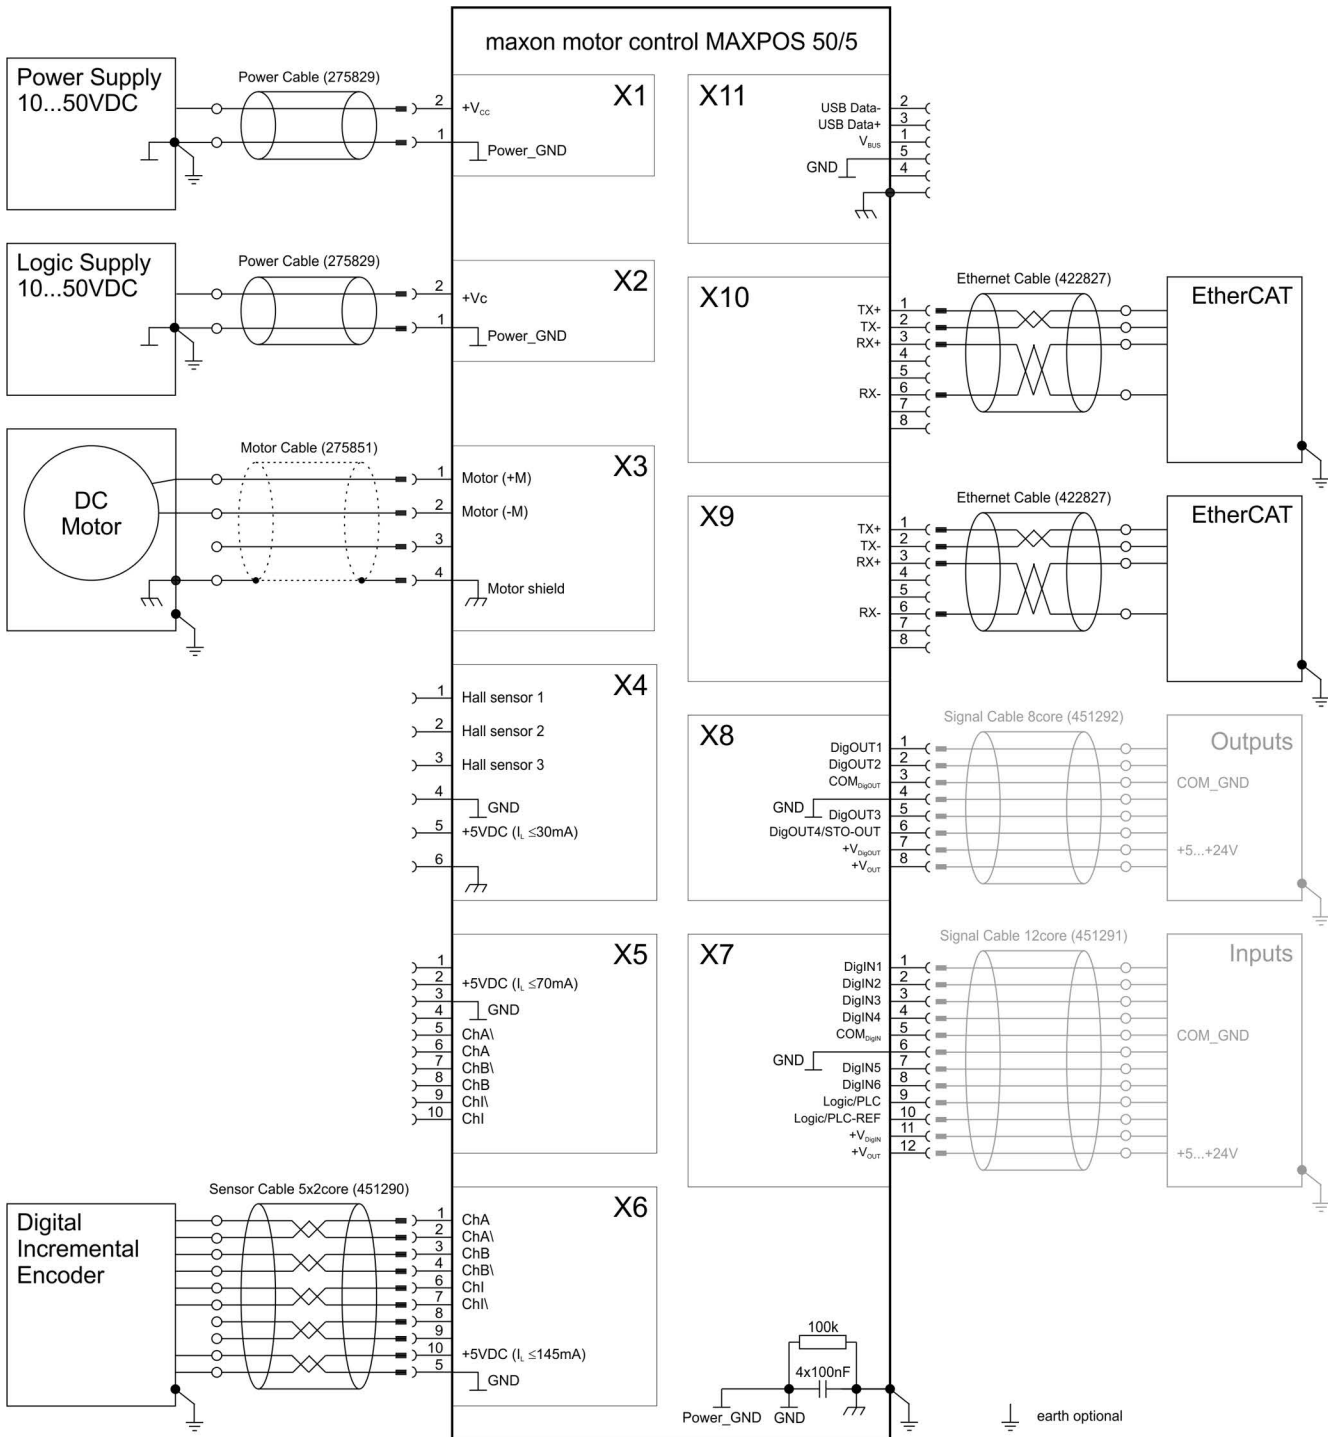 maxon motor control MAXPOS 50/5
Power Supply
10...50VDC
Power Cable (275829)
2 +Vcc
1
Power_GND
X1
Logic Supply
10...50VDC
Power Cable (275829)
2 +Vc
1
Power_GND
X2
DC
Motor
Motor Cable (275851)
1 Motor (+M)
2 Motor (-M)
3
4
Motor shield
X3
X4
1 Hall sensor 1
2 Hall sensor 2
3 Hall sensor 3
4
GND
5 +5VDC (IL ≤30mA)
6
X5
1
2 +5VDC (IL ≤70mA)
3
GND
4
5 ChA\
6 ChA
7 ChB\
8 ChB
9 ChI\
10 ChI
Digital
Incremental
Encoder
Sensor Cable 5x2core (451290)
X6
1 ChA
2 ChA\
3 ChB
4 ChB\
6 ChI
7 ChI\
8
9
10 +5VDC (IL ≤145mA)
5
GND
X11
USB Data- 2
USB Data+ 3
VBUS 1
5
GND
4
X10
TX+ 1
TX- 2
RX+ 3
4
5
RX- 6
7
8
Ethernet Cable (422827)
EtherCAT
X9
TX+ 1
TX- 2
RX+ 3
4
5
RX- 6
7
8
Ethernet Cable (422827)
EtherCAT
X8
DigOUT1 1
DigOUT2 2
COMDigOUT 3
4
GND
DigOUT3 5
DigOUT4/STO-OUT 6
+VDigOUT 7
+VOUT 8
Signal Cable 8core (451292)
Outputs
COM_GND
+5...+24V
X7
DigIN1 1
DigIN2 2
DigIN3 3
DigIN4 4
COMDigIN 5
6
GND
DigIN5 7
DigIN6 8
Logic/PLC 9
Logic/PLC-REF 10
+VDigIN 11
+VOUT 12
Signal Cable 12core (451291)
Inputs
COM_GND
+5...+24V
100k
4x100nF
Power_GND GND
earth optional